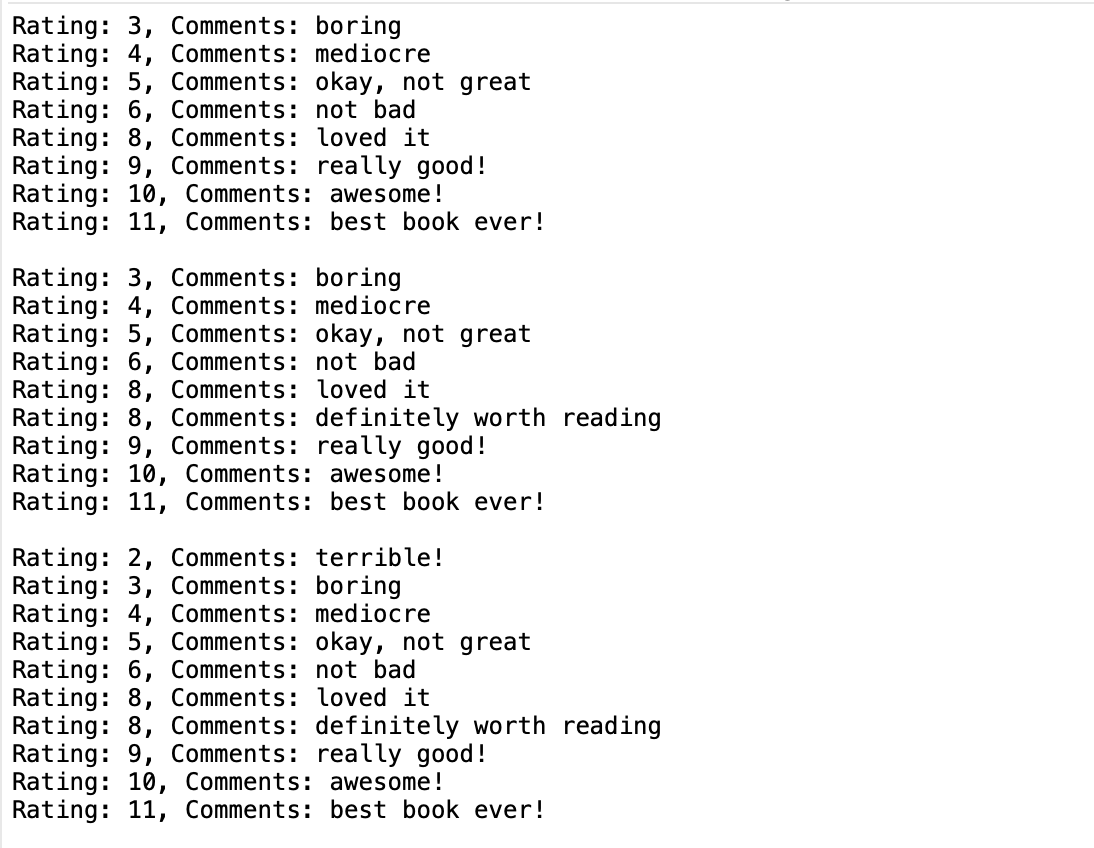 Rating: 3, Comments: boring
Rating: 4, Comments: mediocre
Rating: 5, Comments: okay, not great
Rating: 6, Comments: not bad
Rating: 8, Comments: loved it
Rating: 9, Comments: really good!
Rating: 10, Comments: awesome!
Rating: 11, Comments: best book ever!

Rating: 3, Comments: boring
Rating: 4, Comments: mediocre
Rating: 5, Comments: okay, not great
Rating: 6, Comments: not bad
Rating: 8, Comments: loved it
Rating: 8, Comments: definitely worth reading
Rating: 9, Comments: really good!
Rating: 10, Comments: awesome!
Rating: 11, Comments: best book ever!

Rating: 2, Comments: terrible!
Rating: 3, Comments: boring
Rating: 4, Comments: mediocre
Rating: 5, Comments: okay, not great
Rating: 6, Comments: not bad
Rating: 8, Comments: loved it
Rating: 8, Comments: definitely worth reading
Rating: 9, Comments: really good!
Rating: 10, Comments: awesome!
Rating: 11, Comments: best book ever!